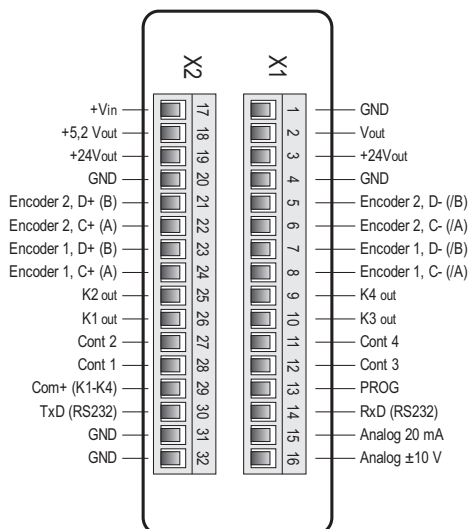 X2 X1
+Vin 17 1 GND
+5,2 Vout 18 2 Vout
+24Vout 19 3 +24Vout
GND 20 4 GND
Encoder 2, D+ (B) 21 5 Encoder 2, D- (/B)
Encoder 2, C+ (A) 22 6 Encoder 2, C- (/A)
Encoder 1, D+ (B) 23 7 Encoder 1, D- (/B)
Encoder 1, C+ (A) 24 8 Encoder 1, C- (/A)
K2 out 25 9 K4 out
K1 out 26 10 K3 out
Cont 2 27 11 Cont 4
Cont 1 28 12 Cont 3
Com+ (K1-K4) 29 13 PROG
TxD (RS232) 30 14 RxD (RS232)
GND 31 15 Analog 20 mA
GND 32 16 Analog ±10 V